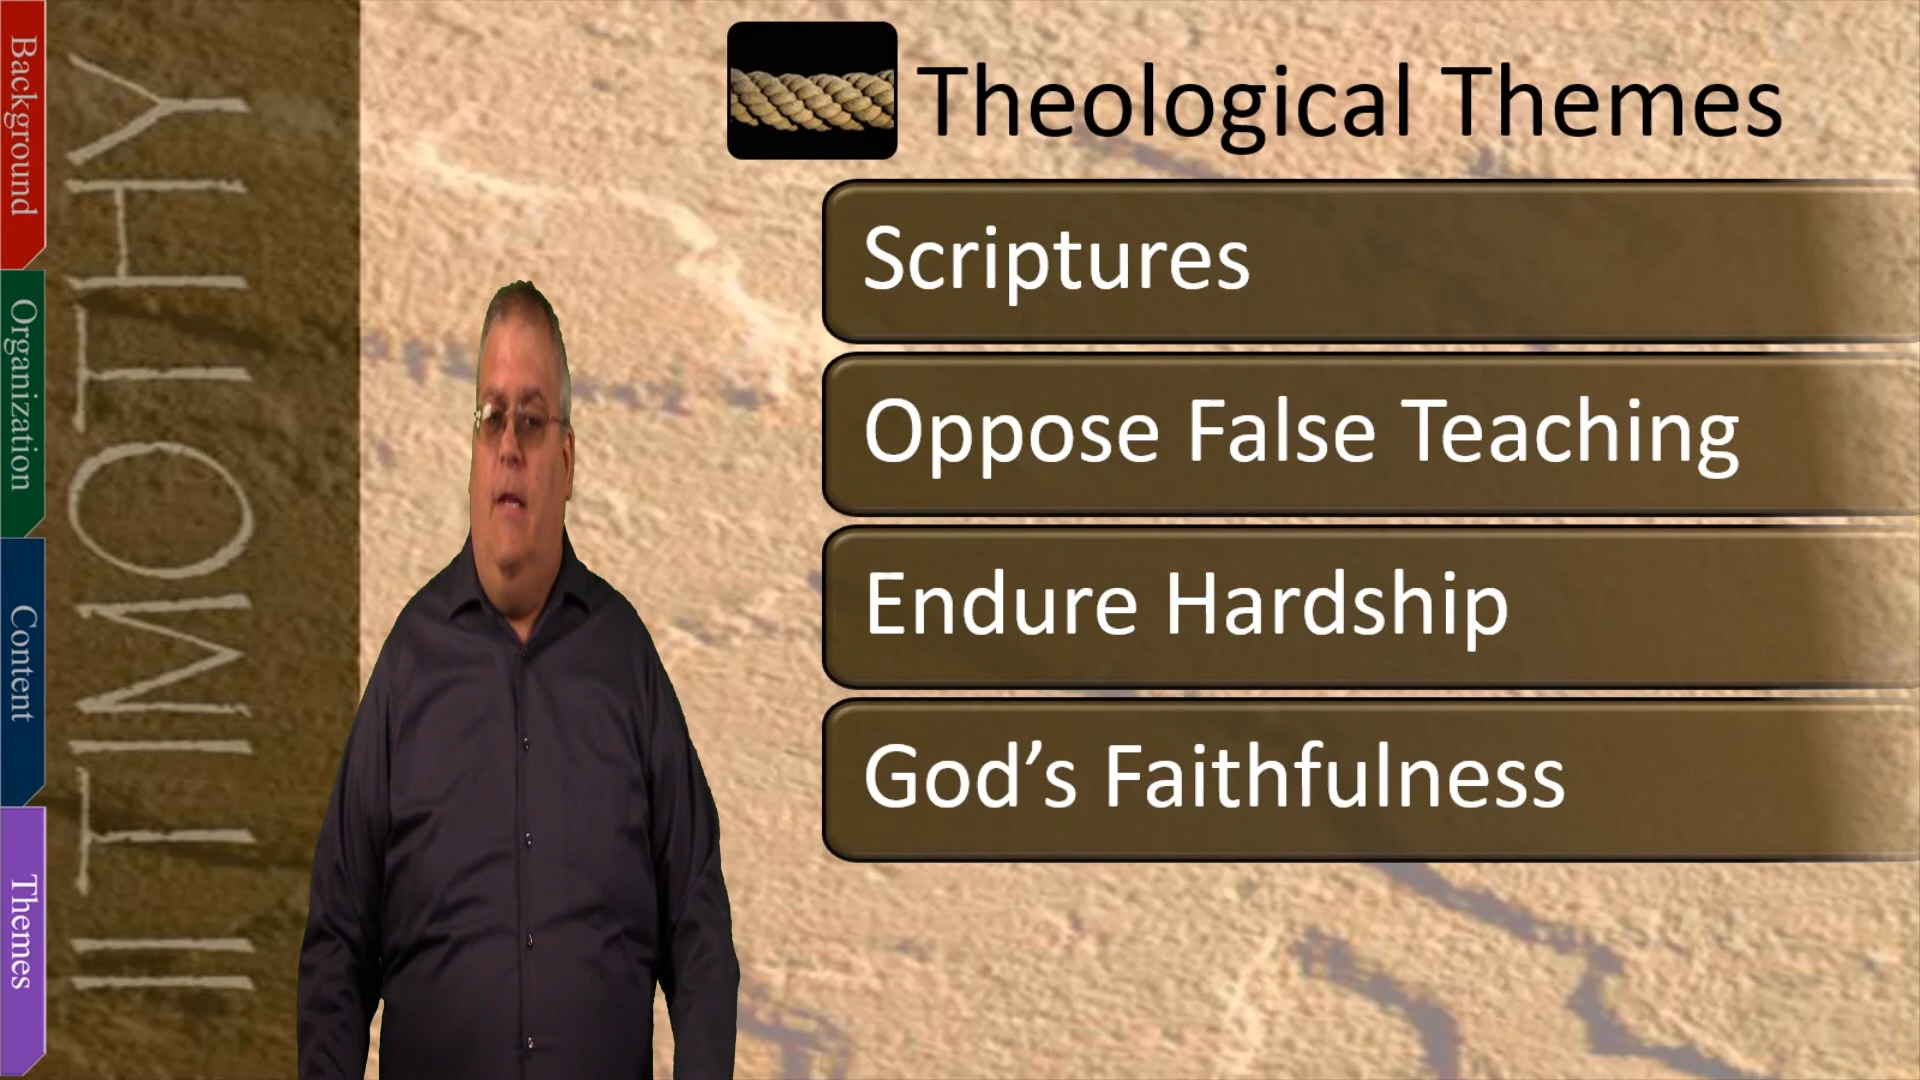 Background
Organization
Content
Themes
II TIMOTHY
Theological Themes
Scriptures
Oppose False Teaching
Endure Hardship
God’s Faithfulness